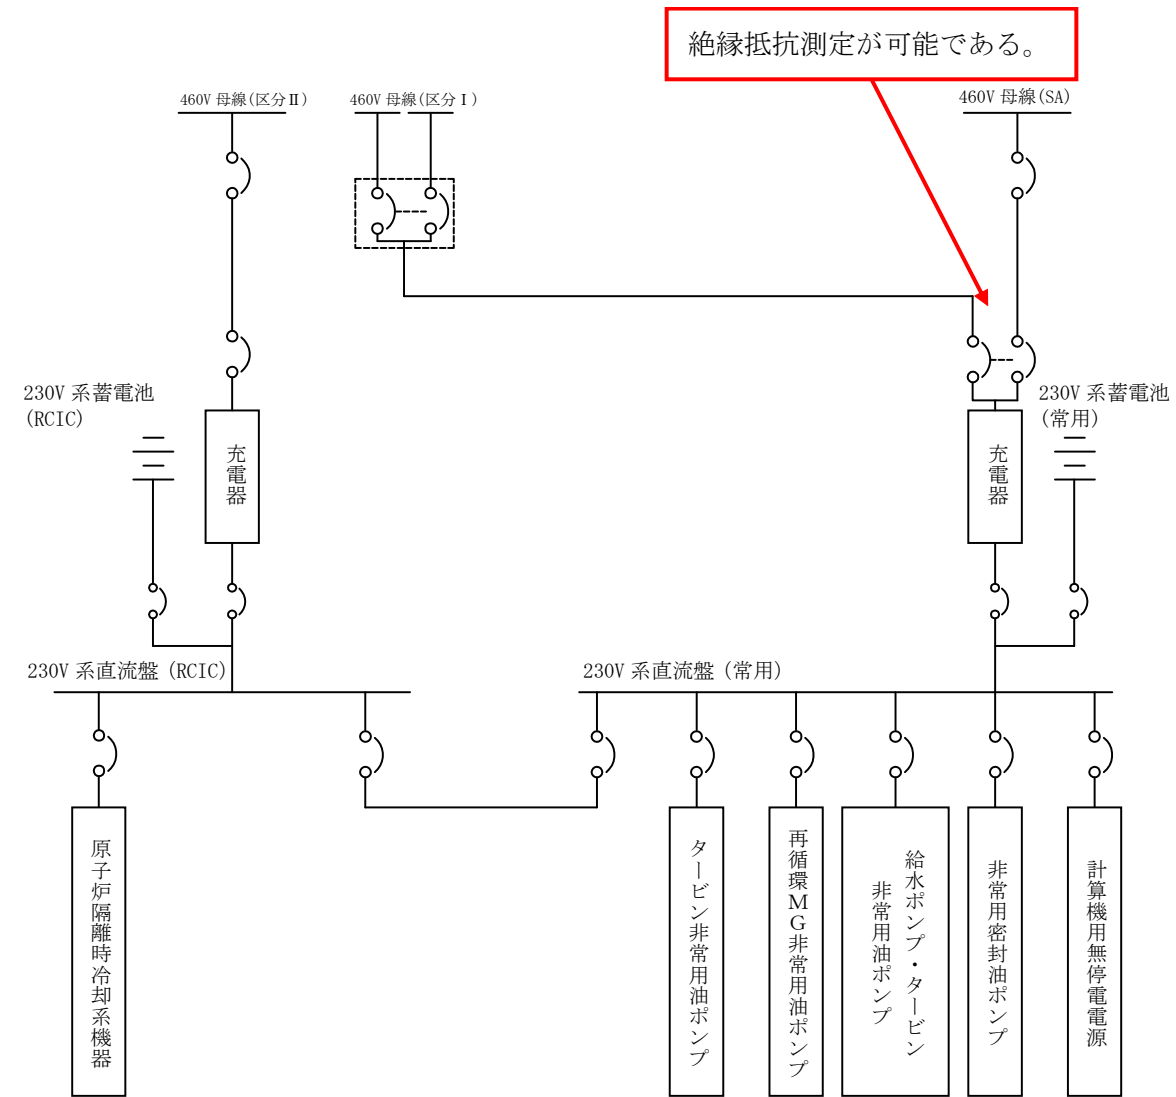 絶縁抵抗測定が可能である。
460V 母線(区分Ⅱ)
460V 母線(区分Ⅰ)
460V 母線(SA)
230V 系蓄電池
(RCIC)
充電器
230V 系蓄電池
(常用)
充電器
230V 系直流盤 (RCIC)
230V 系直流盤 (常用)
原子炉隔離時冷却系機器
タービン非常用油ポンプ
再循環MG非常用油ポンプ
給水ポンプ・タービン
非常用油ポンプ
非常用密封油ポンプ
計算機用無停電電源